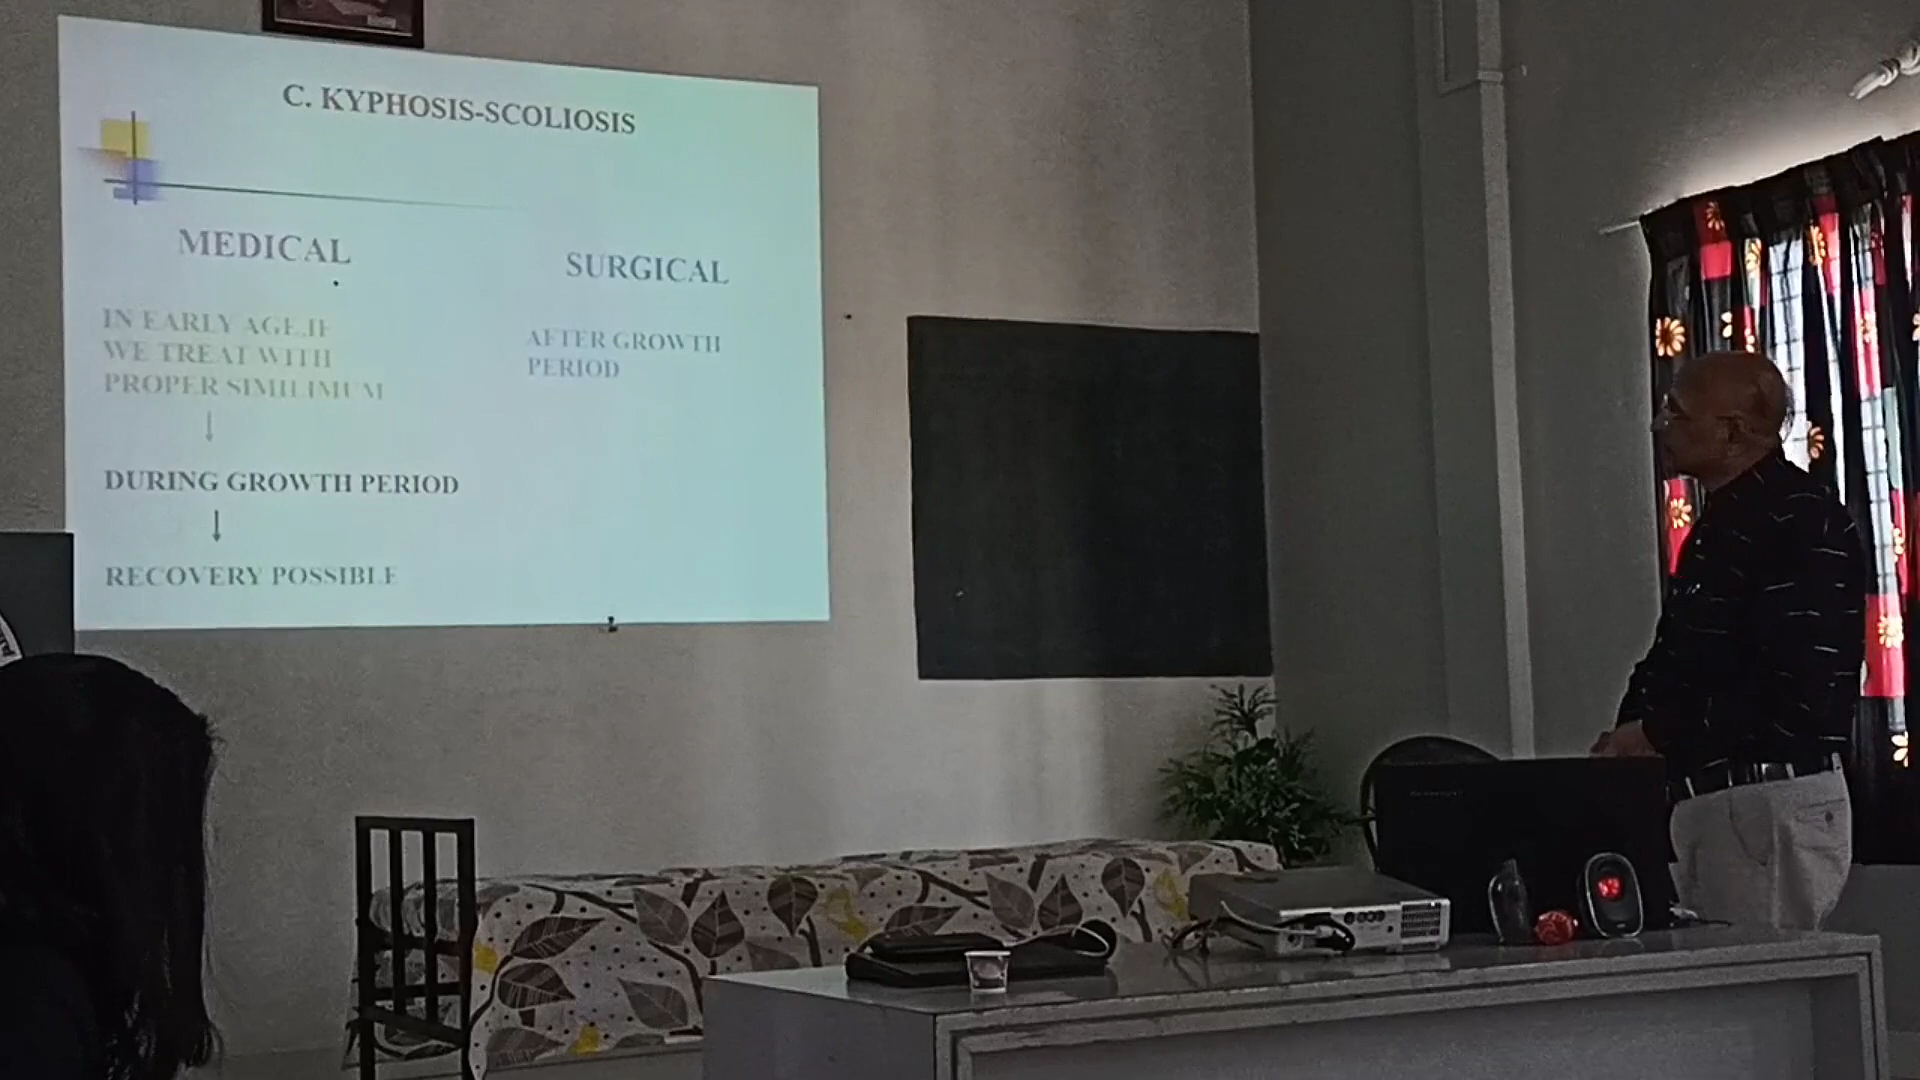 C. KYPHOSIS-SCOLIOSIS
MEDICAL
IN EARLY AGE,IF
WE TREAT WITH
PROPER SIMILIMUM
DURING GROWTH PERIOD
RECOVERY POSSIBLE
SURGICAL
AFTER GROWTH
PERIOD